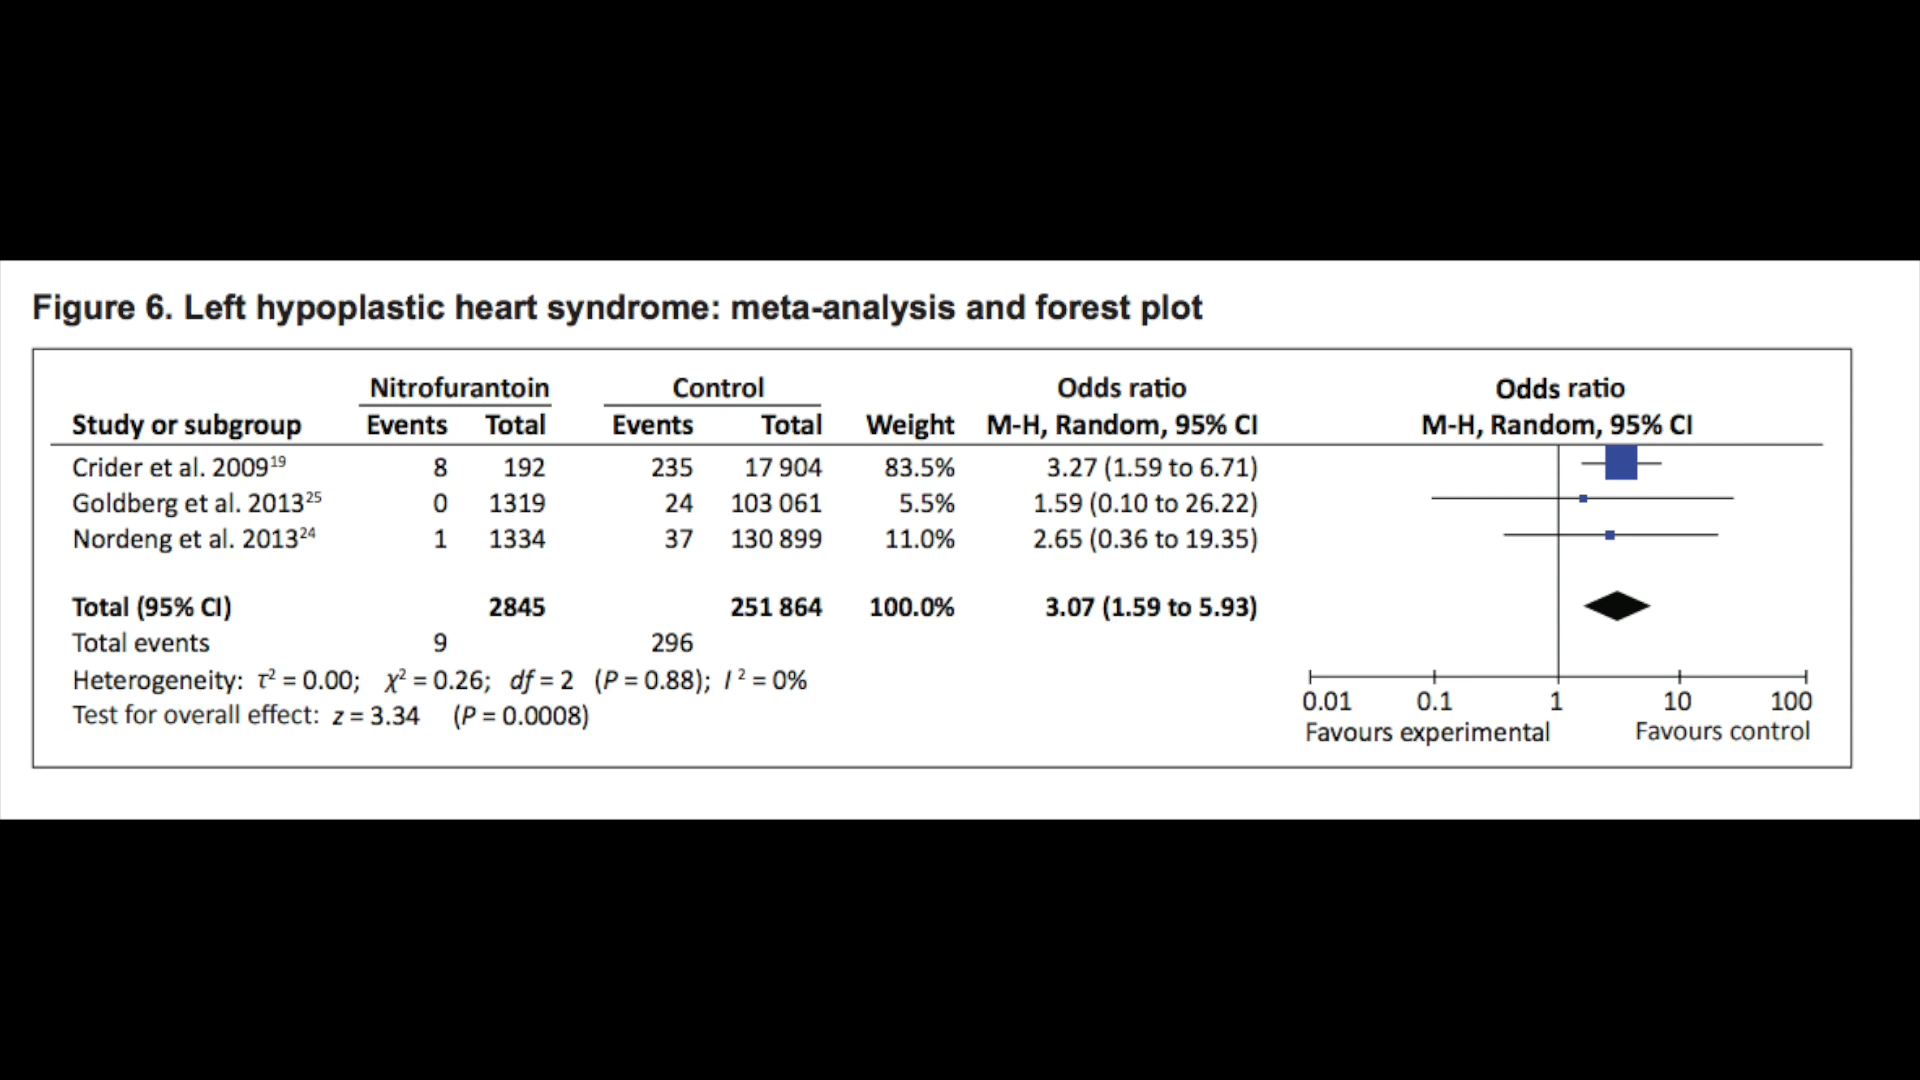 Figure 6. Left hypoplastic heart syndrome: meta-analysis and forest plot
Nitrofurantoin Control Odds ratio Odds ratio
Study or subgroup Events Total Events Total Weight M-H, Random, 95% CI M-H, Random, 95% CI
Crider et al. 2009¹⁹ 8 192 235 17 904 83.5% 3.27 (1.59 to 6.71)
Goldberg et al. 2013²⁵ 0 1319 24 103 061 5.5% 1.59 (0.10 to 26.22)
Nordeng et al. 2013²⁴ 1 1334 37 130 899 11.0% 2.65 (0.36 to 19.35)
Total (95% CI) 2845 251 864 100.0% 3.07 (1.59 to 5.93)
Total events 9 296
Heterogeneity: τ² = 0.00; χ² = 0.26; df = 2 (P = 0.88); I² = 0%
Test for overall effect: z = 3.34 (P = 0.0008)
0.01 0.1 1 10 100
Favours experimental Favours control